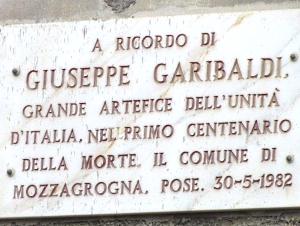 A RICORDO DI
GIUSEPPE GARIBALDI,
GRANDE ARTEFICE DELL'UNITÀ
D'ITALIA, NEL PRIMO CENTENARIO
DELLA MORTE, IL COMUNE DI
MOZZAGROGNA, POSE. 30-5-1982